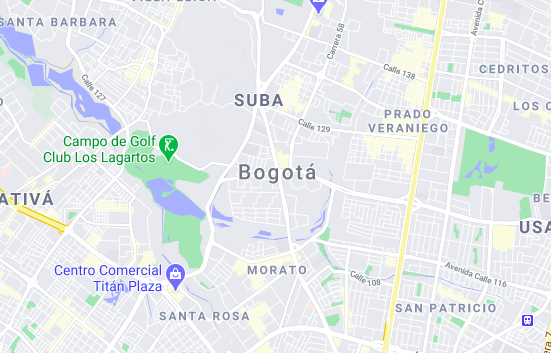 SANTA BARBARA
Carrera 58
Avenida C
Calle 127
Calle 138
CEDRITOS
SUBA
LOS C
PRADO
VERANIEGO
Calle 129
Campo de Golf
Club Los Lagartos
Bogotá
ATIVÁ
BE
USA
Centro Comercial
Titán Plaza
MORATO
Avenida Calle 116
Calle 108
SANTA ROSA
SAN PATRICIO